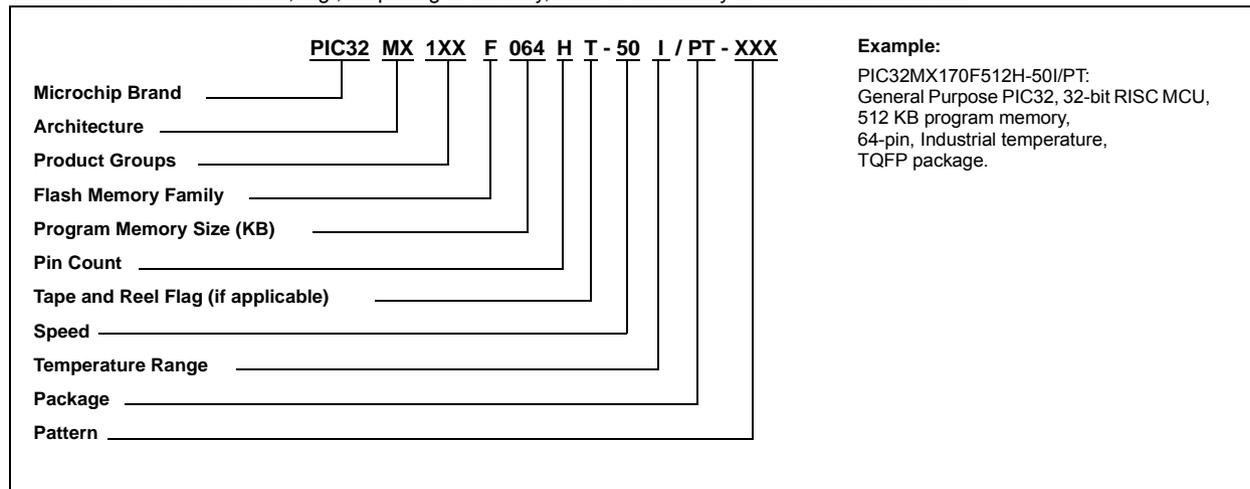 PIC32 MX 1XX F 064 H T - 50 I / PT - XXX
Microchip Brand
Architecture
Product Groups
Flash Memory Family
Program Memory Size (KB)
Pin Count
Tape and Reel Flag (if applicable)
Speed
Temperature Range
Package
Pattern
Example:
PIC32MX170F512H-50I/PT:
General Purpose PIC32, 32-bit RISC MCU,
512 KB program memory,
64-pin, Industrial temperature,
TQFP package.